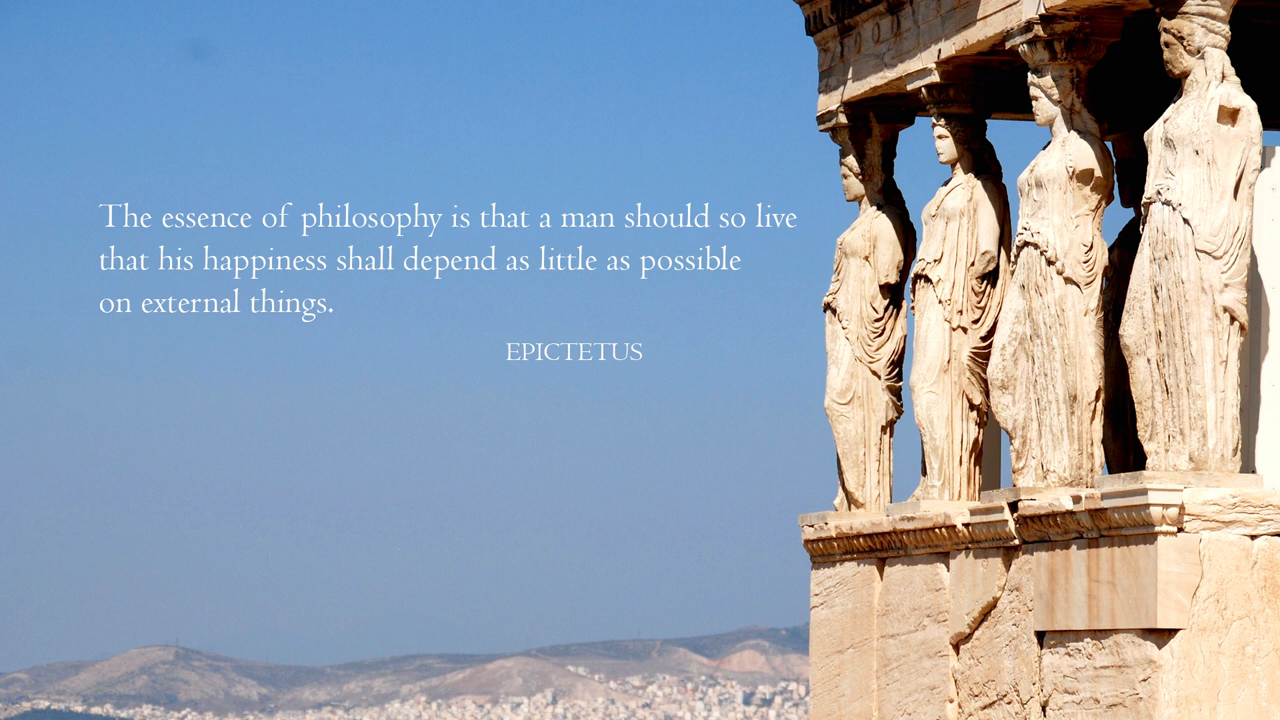 The essence of philosophy is that a man should so live
that his happiness shall depend as little as possible
on external things.
EPICTETUS